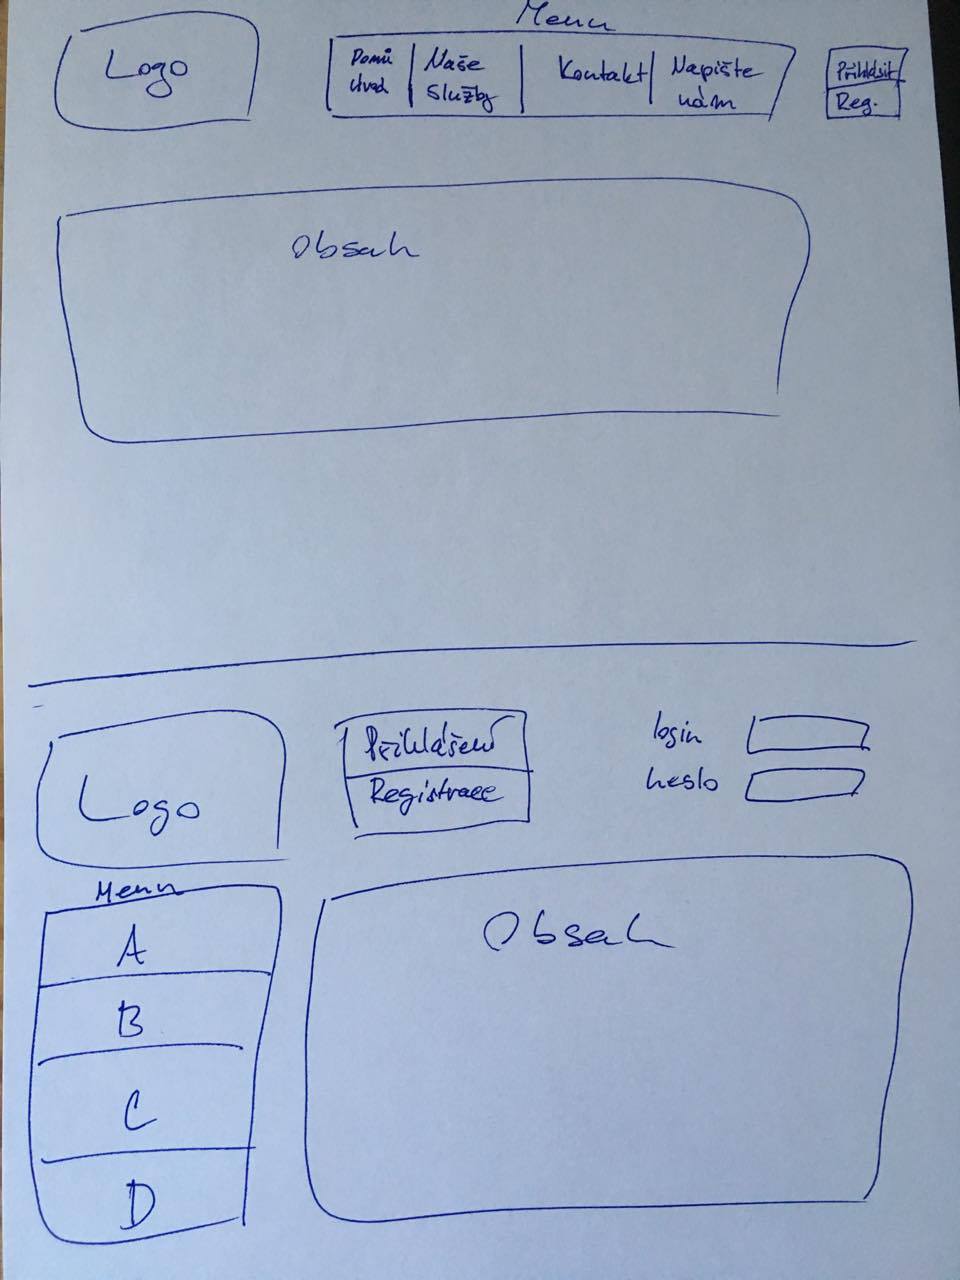 Menu
Logo
Domů
Úvod
Naše
služby
Kontakt
Napište
nám
Přihlásit
Reg.
Obsah
Logo
Přihlášení
Registrace
login
heslo
Menu
A
B
C
D
Obsah